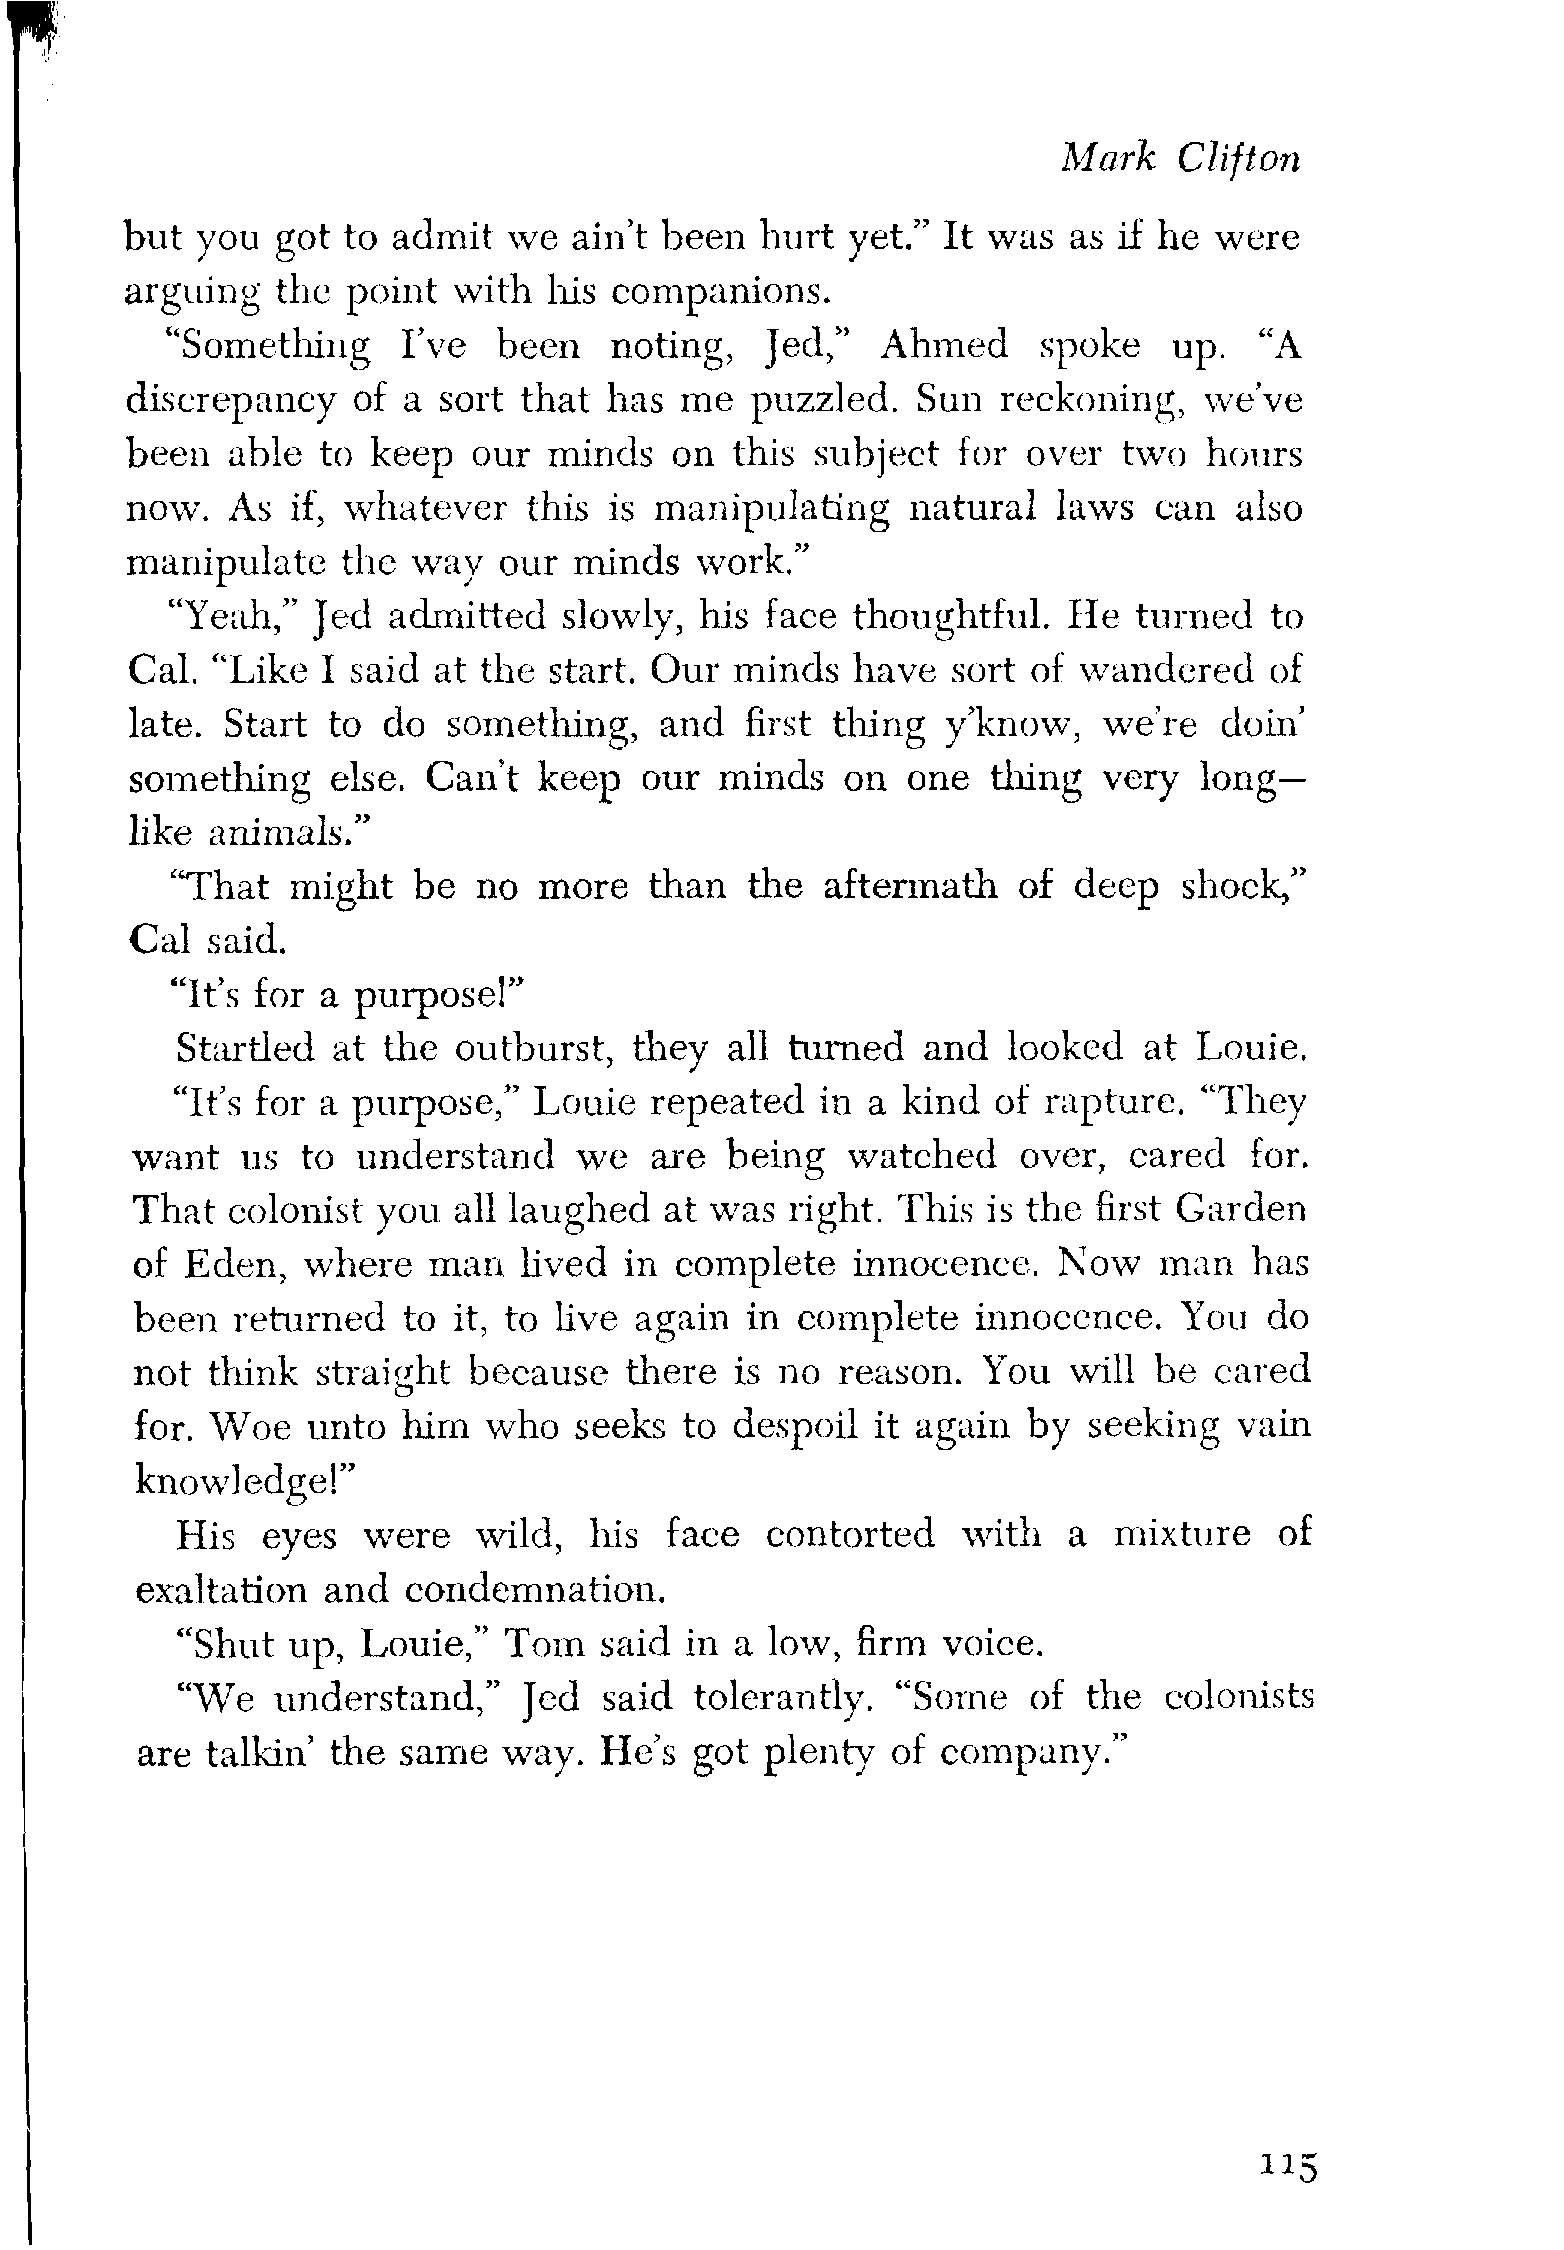 Mark Clifton
but you got to admit we ain't been hurt yet.” It was as if he were
arguing the point with his companions.
“Something I've been noting, Jed,” Ahmed spoke up. “A
discrepancy of a sort that has me puzzled. Sun reckoning, we've
been able to keep our minds on this subject for over two hours
now. As if, whatever this is manipulating natural laws can also
manipulate the way our minds work.”
“Yeah,” Jed admitted slowly, his face thoughtful. He turned to
Cal. “Like I said at the start. Our minds have sort of wandered of
late. Start to do something, and first thing y'know, we're doin'
something else. Can't keep our minds on one thing very long—
like animals.”
“That might be no more than the aftermath of deep shock,”
Cal said.
“It's for a purpose!”
Startled at the outburst, they all turned and looked at Louie.
“It's for a purpose,” Louie repeated in a kind of rapture. “They
want us to understand we are being watched over, cared for.
That colonist you all laughed at was right. This is the first Garden
of Eden, where man lived in complete innocence. Now man has
been returned to it, to live again in complete innocence. You do
not think straight because there is no reason. You will be cared
for. Woe unto him who seeks to despoil it again by seeking vain
knowledge!”
His eyes were wild, his face contorted with a mixture of
exaltation and condemnation.
“Shut up, Louie,” Tom said in a low, firm voice.
“We understand,” Jed said tolerantly. “Some of the colonists
are talkin' the same way. He's got plenty of company.”
115